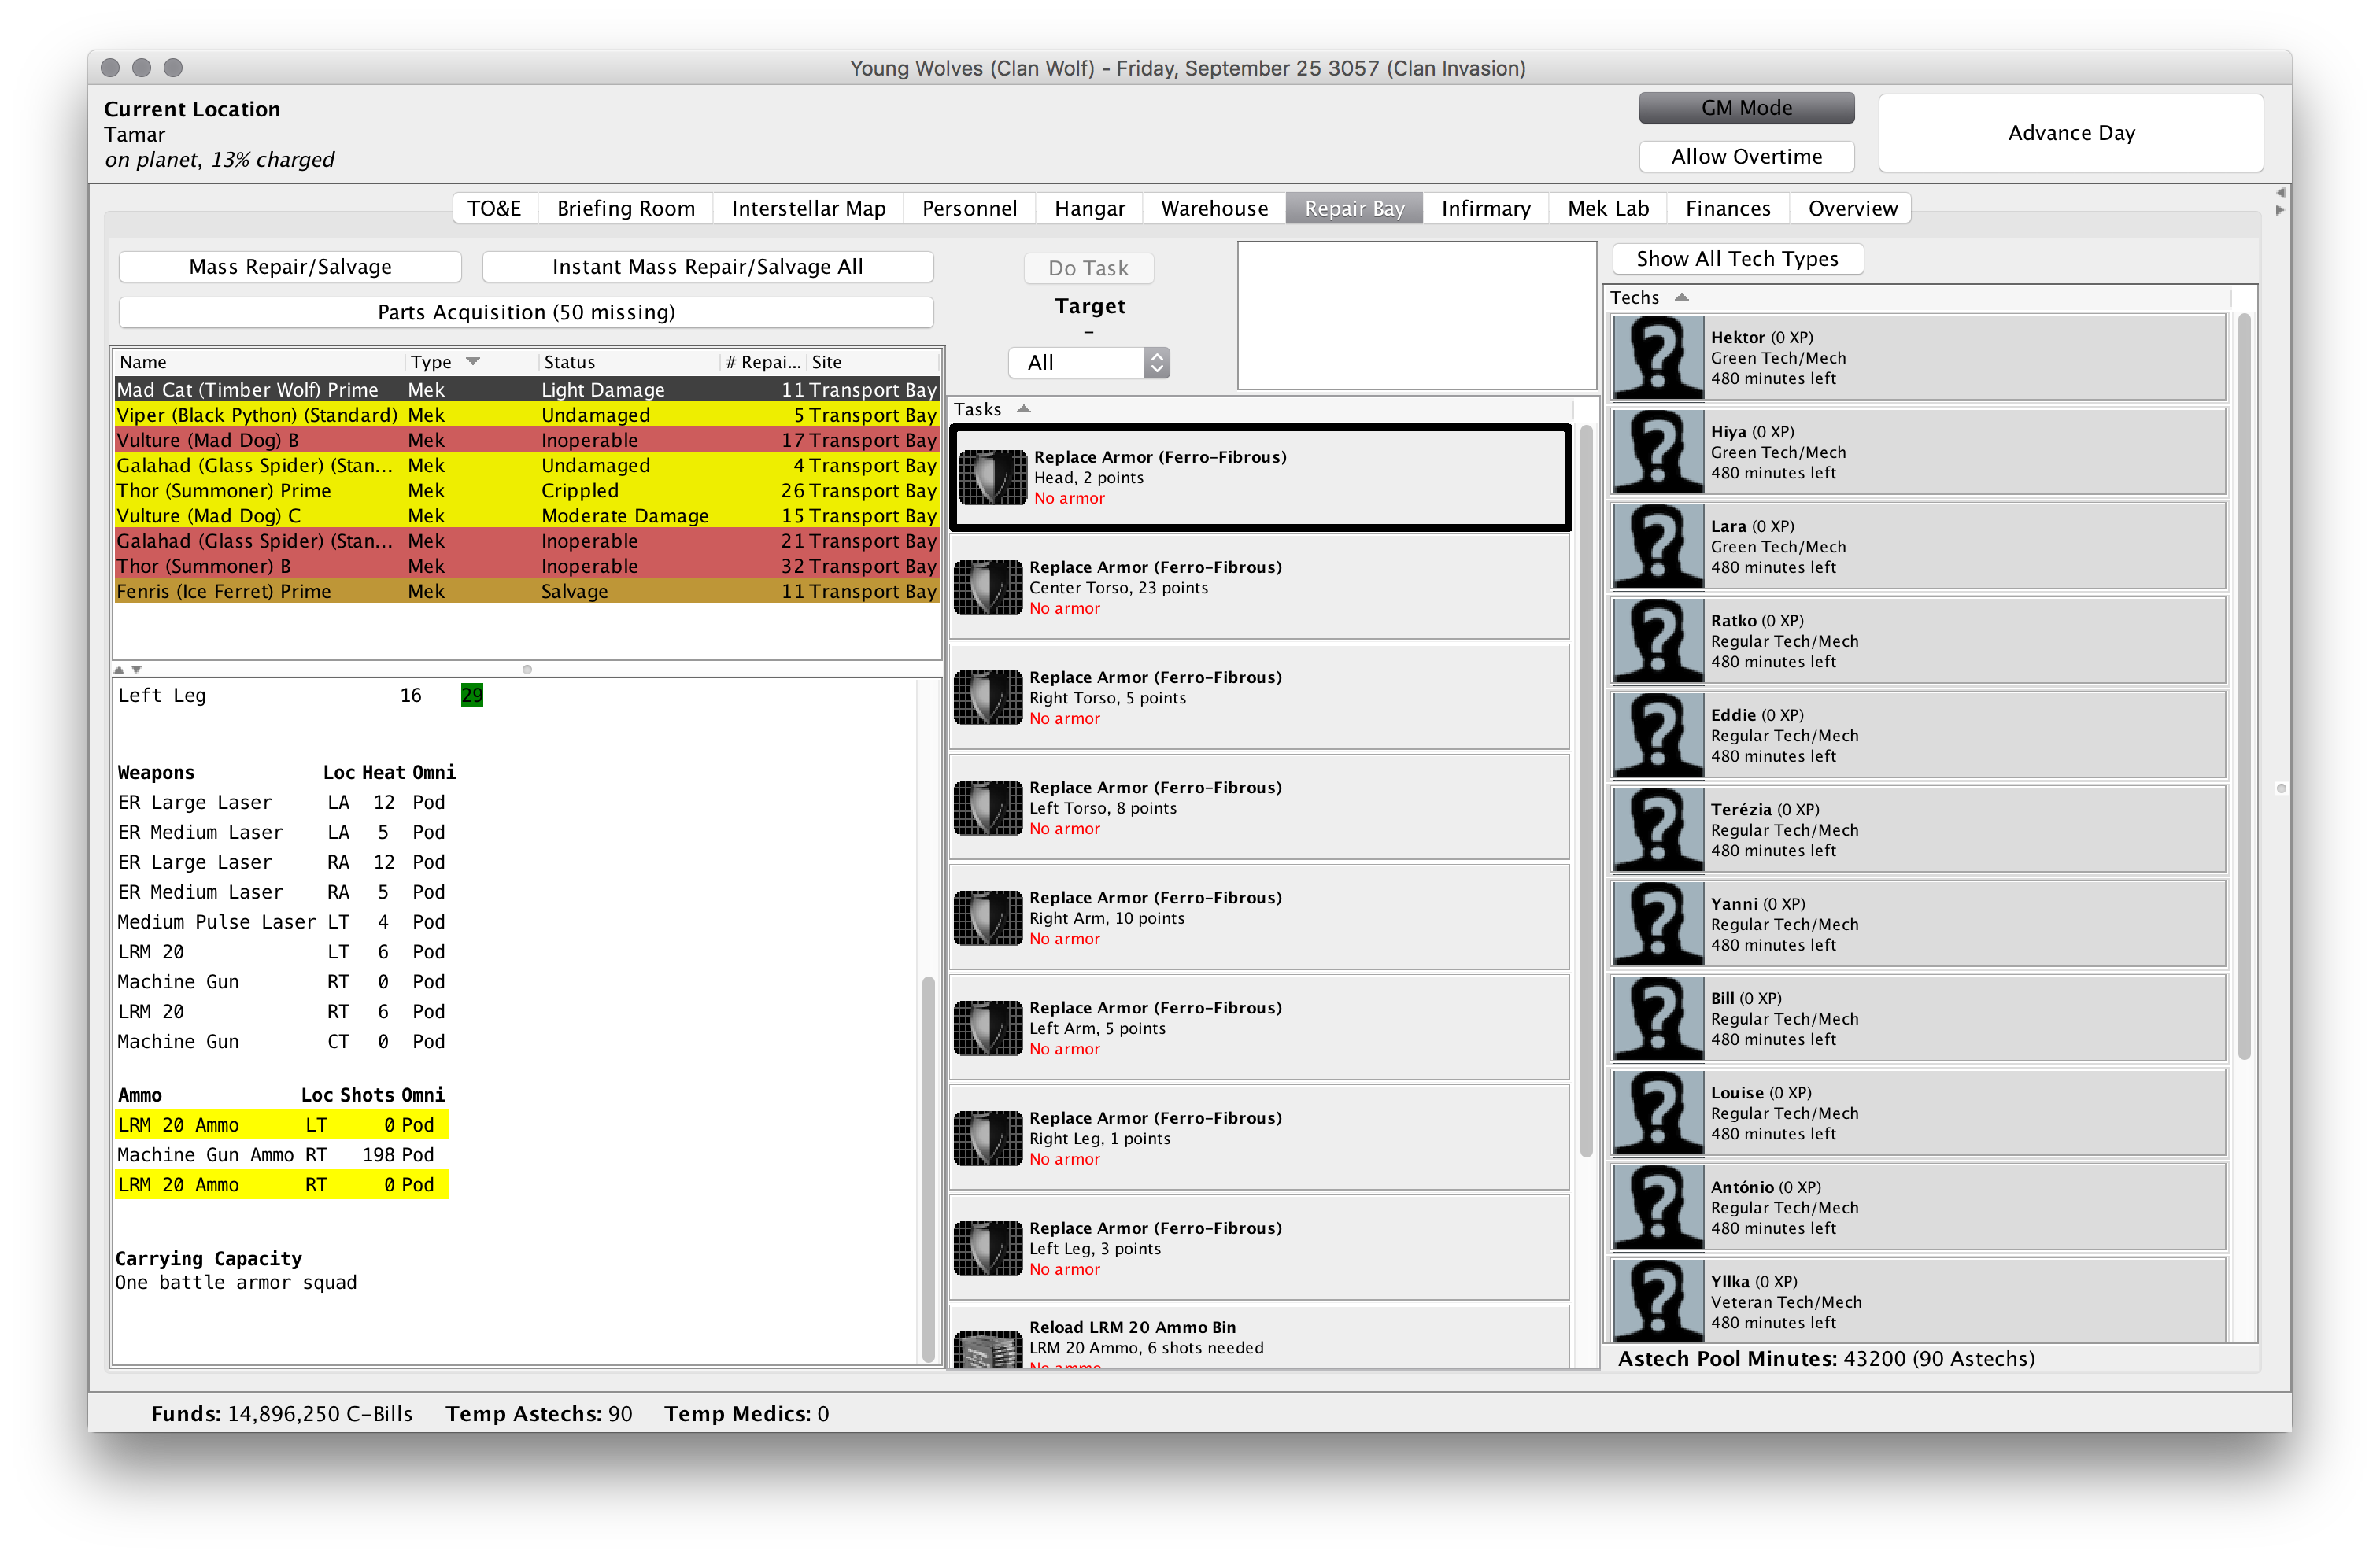 Young Wolves (Clan Wolf) - Friday, September 25 3057 (Clan Invasion)
Current Location
Tamar
on planet, 13% charged
GM Mode
Allow Overtime
Advance Day
TO&E Briefing Room Interstellar Map Personnel Hangar Warehouse Repair Bay Infirmary Mek Lab Finances Overview
Mass Repair/Salvage Instant Mass Repair/Salvage All
Parts Acquisition (50 missing)
Name Type Status # Repai... Site
Mad Cat (Timber Wolf) Prime Mek Light Damage 11 Transport Bay
Viper (Black Python) (Standard) Mek Undamaged 5 Transport Bay
Vulture (Mad Dog) B Mek Inoperable 17 Transport Bay
Galahad (Glass Spider) (Stan... Mek Undamaged 4 Transport Bay
Thor (Summoner) Prime Mek Crippled 26 Transport Bay
Vulture (Mad Dog) C Mek Moderate Damage 15 Transport Bay
Galahad (Glass Spider) (Stan... Mek Inoperable 21 Transport Bay
Thor (Summoner) B Mek Inoperable 32 Transport Bay
Fenris (Ice Ferret) Prime Mek Salvage 11 Transport Bay
Left Leg 16 29
Weapons Loc Heat Omni
ER Large Laser LA 12 Pod
ER Medium Laser LA 5 Pod
ER Large Laser RA 12 Pod
ER Medium Laser RA 5 Pod
Medium Pulse Laser LT 4 Pod
LRM 20 LT 6 Pod
Machine Gun RT 0 Pod
LRM 20 RT 6 Pod
Machine Gun CT 0 Pod
Ammo Loc Shots Omni
LRM 20 Ammo LT 0 Pod
Machine Gun Ammo RT 198 Pod
LRM 20 Ammo RT 0 Pod
Carrying Capacity
One battle armor squad
Do Task
Target
–
All
Tasks
Replace Armor (Ferro-Fibrous)
Head, 2 points
No armor
Replace Armor (Ferro-Fibrous)
Center Torso, 23 points
No armor
Replace Armor (Ferro-Fibrous)
Right Torso, 5 points
No armor
Replace Armor (Ferro-Fibrous)
Left Torso, 8 points
No armor
Replace Armor (Ferro-Fibrous)
Right Arm, 10 points
No armor
Replace Armor (Ferro-Fibrous)
Left Arm, 5 points
No armor
Replace Armor (Ferro-Fibrous)
Right Leg, 1 points
No armor
Replace Armor (Ferro-Fibrous)
Left Leg, 3 points
No armor
Reload LRM 20 Ammo Bin
LRM 20 Ammo, 6 shots needed
No ammo
Show All Tech Types
Techs
Hektor (0 XP)
Green Tech/Mech
480 minutes left
Hiya (0 XP)
Green Tech/Mech
480 minutes left
Lara (0 XP)
Green Tech/Mech
480 minutes left
Ratko (0 XP)
Regular Tech/Mech
480 minutes left
Eddie (0 XP)
Regular Tech/Mech
480 minutes left
Terézia (0 XP)
Regular Tech/Mech
480 minutes left
Yanni (0 XP)
Regular Tech/Mech
480 minutes left
Bill (0 XP)
Regular Tech/Mech
480 minutes left
Louise (0 XP)
Regular Tech/Mech
480 minutes left
António (0 XP)
Regular Tech/Mech
480 minutes left
Yllka (0 XP)
Veteran Tech/Mech
480 minutes left
Astech Pool Minutes: 43200 (90 Astechs)
Funds: 14,896,250 C-Bills Temp Astechs: 90 Temp Medics: 0